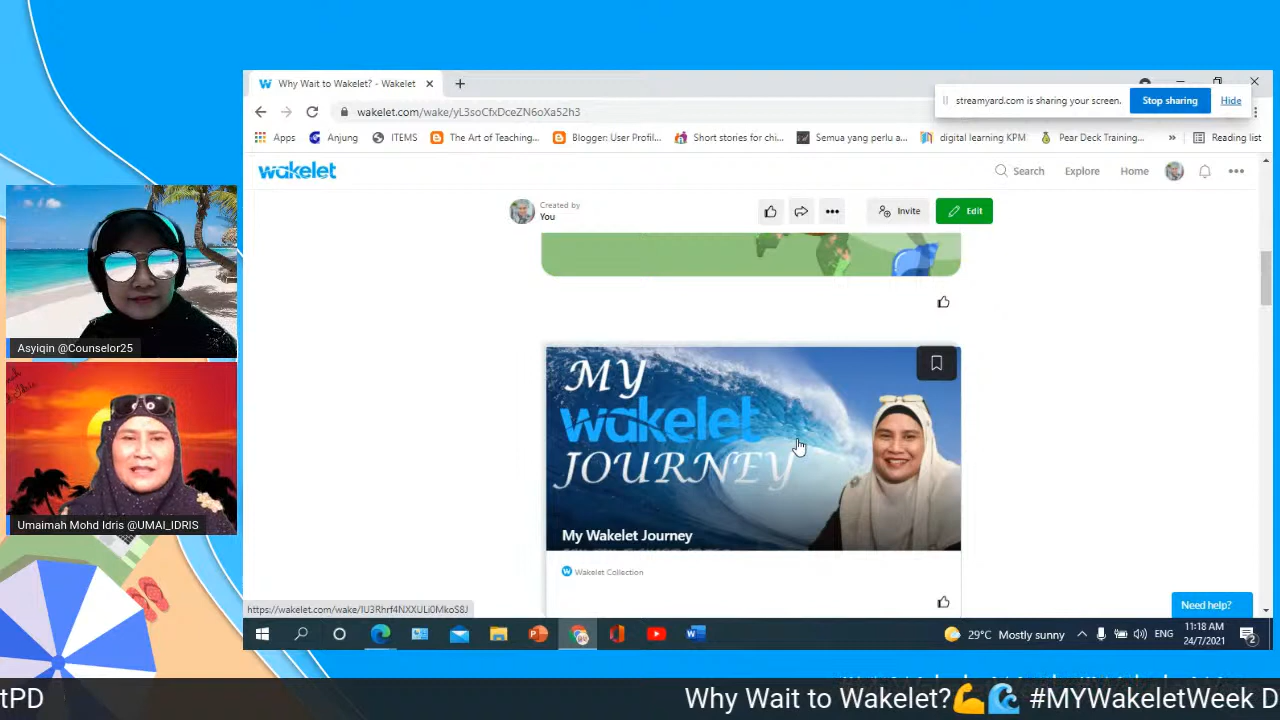 Why Wait to Wakelet? - Wakelet
streamyard.com is sharing your screen.
Stop sharing
Hide
wakelet.com/wake/yL3soCfxDceZN6oXa52h3
Apps
Anjung
ITEMS
The Art of Teaching...
Blogger: User Profil...
Short stories for chi...
Semua yang perlu a...
digital learning KPM
Pear Deck Training...
»
Reading list
wakelet
Search
Explore
Home
Created by
You
Invite
Edit
MY
wakelet
JOURNEY
My Wakelet Journey
Wakelet Collection
https://wakelet.com/wake/IU3Rhrf4NXXULi0MkoS8J
Need help?
Asyiqin @Counselor25
Umaimah Mohd Idris @UMAI_IDRIS
29°C Mostly sunny
ENG
11:18 AM
24/7/2021
2
tPD
Why Wait to Wakelet?💪🌊 #MYWakeletWeek D